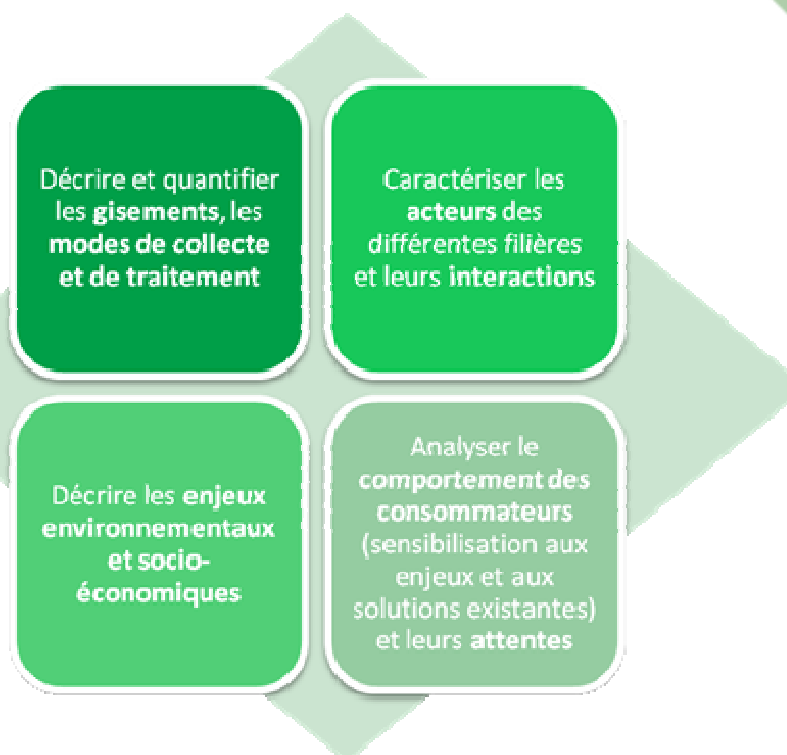 Décrire et quantifier
les gisements, les
modes de collecte
et de traitement
Caractériser les
acteurs des
différentes filières
et leurs interactions
Décrire les enjeux
environnementaux
et socio-
économiques
Analyser le
comportement des
consommateurs
(sensibilisation aux
enjeux et aux
solutions existantes)
et leurs attentes